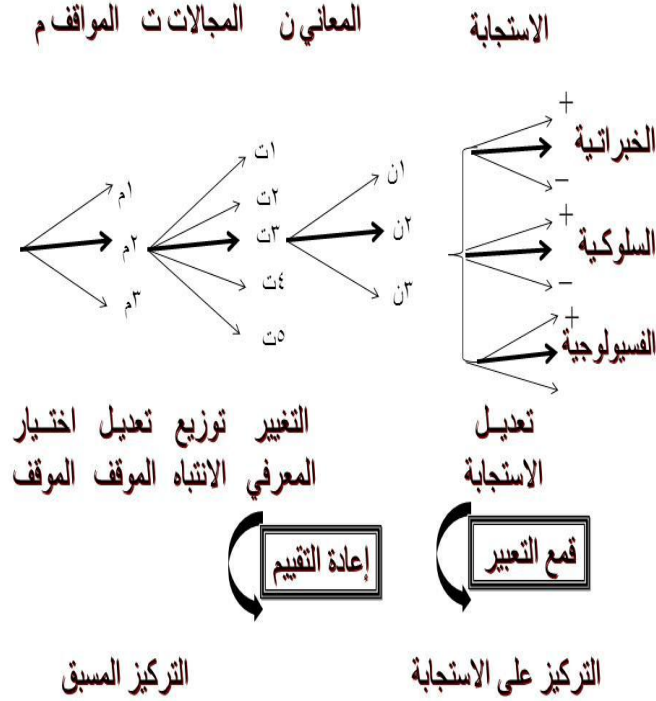 المواقف م المجالات ت المعاني ن الاستجابة
م١
م٢
م٣
ت١
ت٢
ت٣
ت٤
ت٥
ن١
ن٢
ن٣
+
الخبراتية
−
+
السلوكية
−
+
الفسيولوجية
اختيار
الموقف
تعديل
الموقف
توزيع
الانتباه
التغيير
المعرفي
تعديل
الاستجابة
إعادة التقييم
قمع التعبير
التركيز المسبق
التركيز على الاستجابة